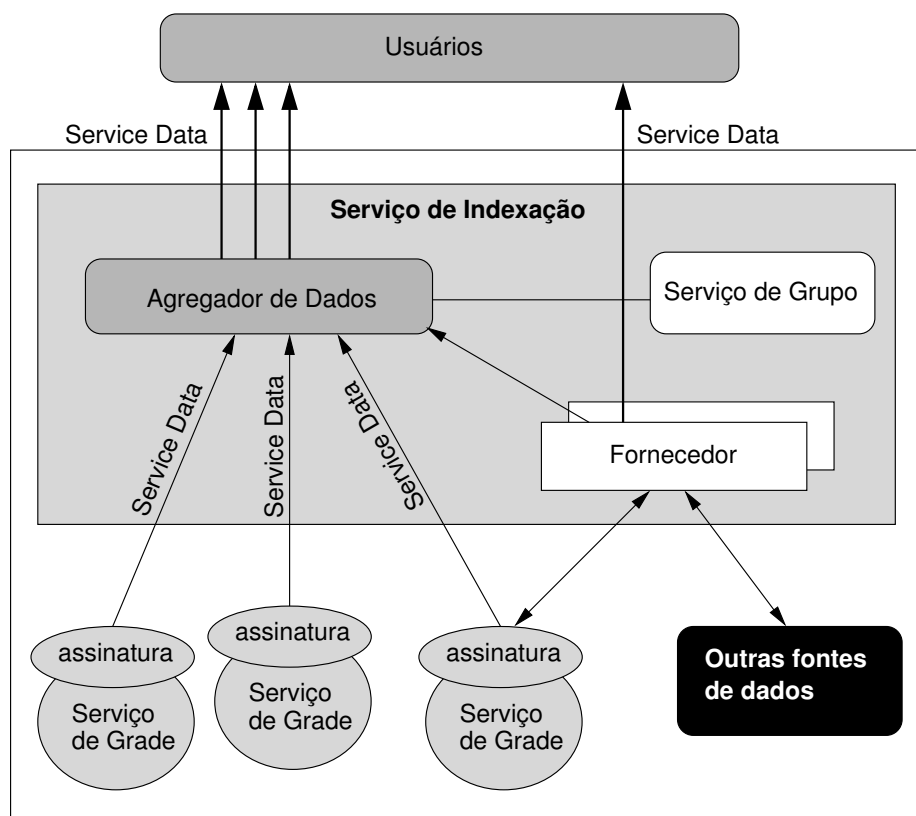 Usuários
Service Data
Service Data
Serviço de Indexação
Agregador de Dados
Serviço de Grupo
Service Data
Service Data
Service Data
Fornecedor
assinatura
Serviço
de Grade
assinatura
Serviço
de Grade
assinatura
Serviço
de Grade
Outras fontes
de dados